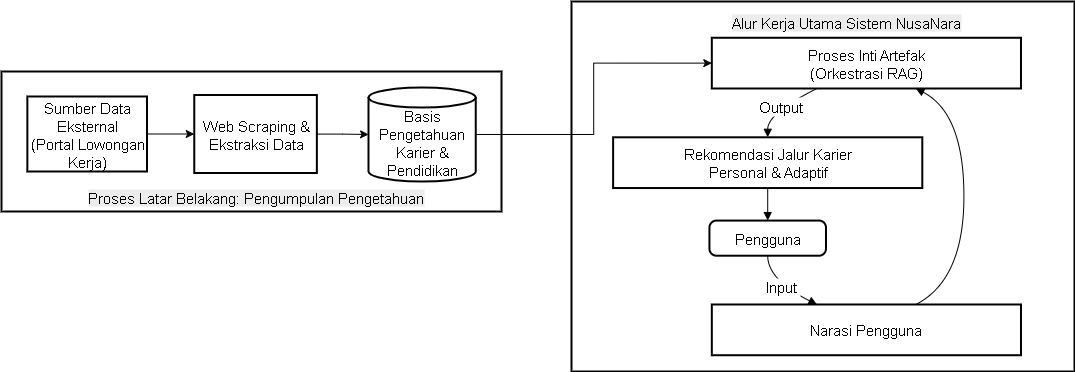 Alur Kerja Utama Sistem NusaNara
Proses Inti Artefak
(Orkestrasi RAG)
Output
Rekomendasi Jalur Karier
Personal & Adaptif
Pengguna
Input
Narasi Pengguna
Sumber Data
Eksternal
(Portal Lowongan
Kerja)
Web Scraping &
Ekstraksi Data
Basis
Pengetahuan
Karier &
Pendidikan
Proses Latar Belakang: Pengumpulan Pengetahuan